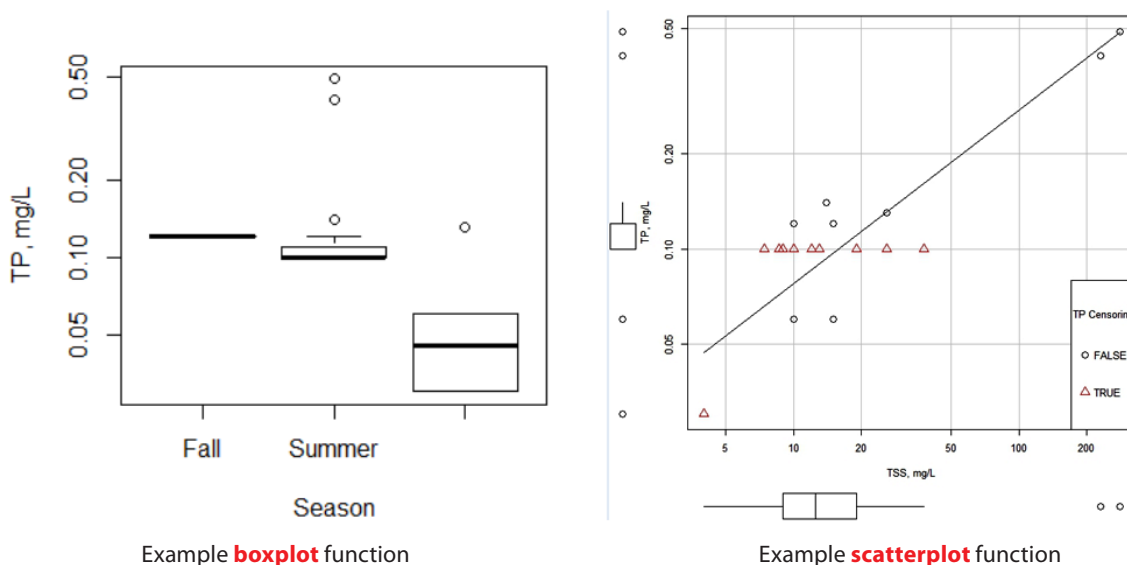 0.50
0.20
0.10
0.05
TP, mg/L
Fall Summer
Season
Example boxplot function
0.50
0.20
0.10
0.05
TP, mg/L
TP Censorin
FALSE
TRUE
5 10 20 50 100 200
TSS, mg/L
Example scatterplot function